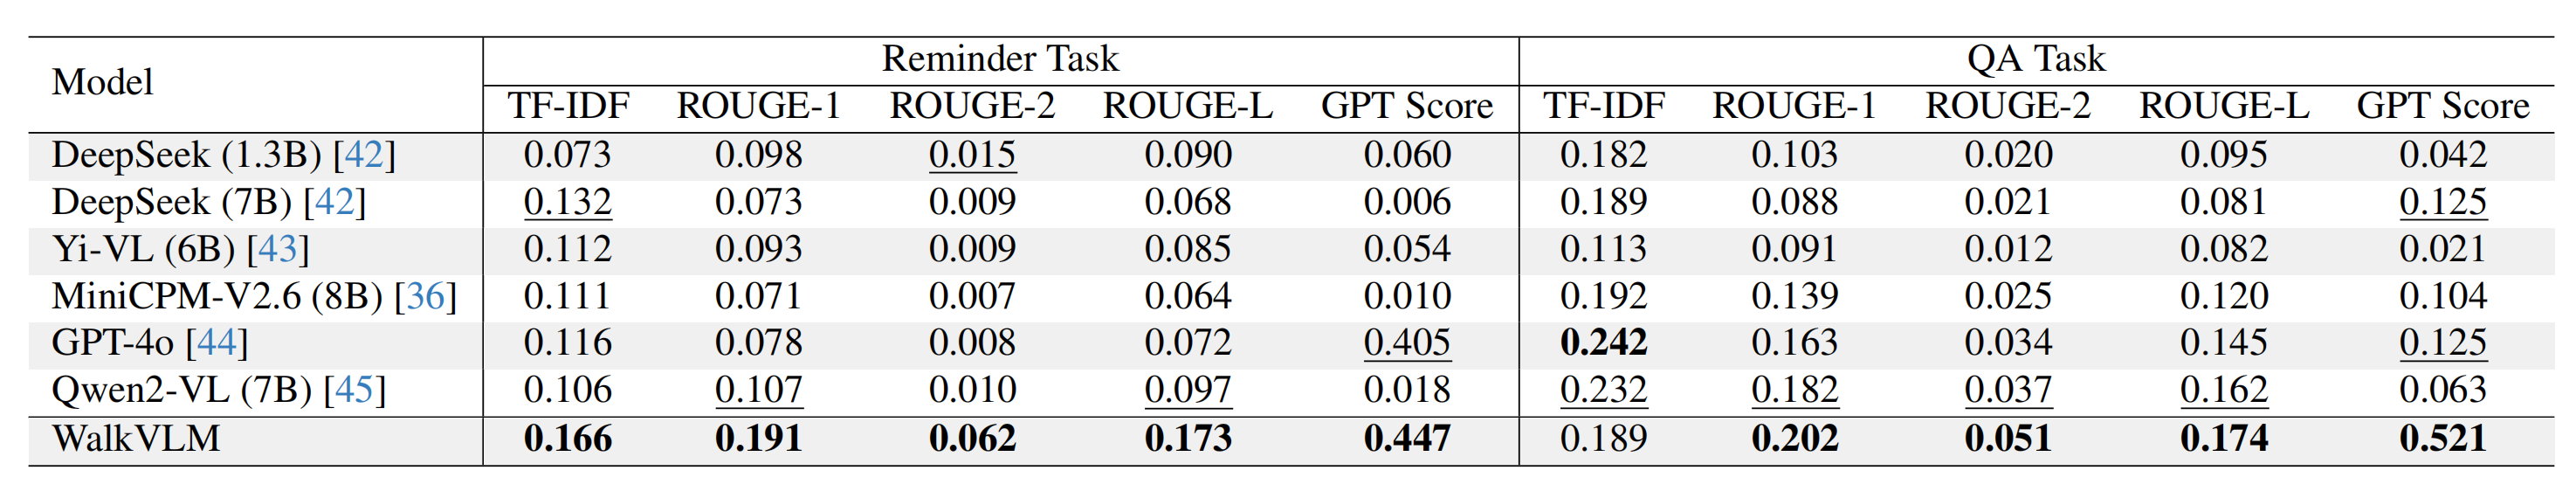 Model Reminder Task QA Task
TF-IDF ROUGE-1 ROUGE-2 ROUGE-L GPT Score TF-IDF ROUGE-1 ROUGE-2 ROUGE-L GPT Score
DeepSeek (1.3B) [42] 0.073 0.098 0.015 0.090 0.060 0.182 0.103 0.020 0.095 0.042
DeepSeek (7B) [42] 0.132 0.073 0.009 0.068 0.006 0.189 0.088 0.021 0.081 0.125
Yi-VL (6B) [43] 0.112 0.093 0.009 0.085 0.054 0.113 0.091 0.012 0.082 0.021
MiniCPM-V2.6 (8B) [36] 0.111 0.071 0.007 0.064 0.010 0.192 0.139 0.025 0.120 0.104
GPT-4o [44] 0.116 0.078 0.008 0.072 0.405 0.242 0.163 0.034 0.145 0.125
Qwen2-VL (7B) [45] 0.106 0.107 0.010 0.097 0.018 0.232 0.182 0.037 0.162 0.063
WalkVLM 0.166 0.191 0.062 0.173 0.447 0.189 0.202 0.051 0.174 0.521